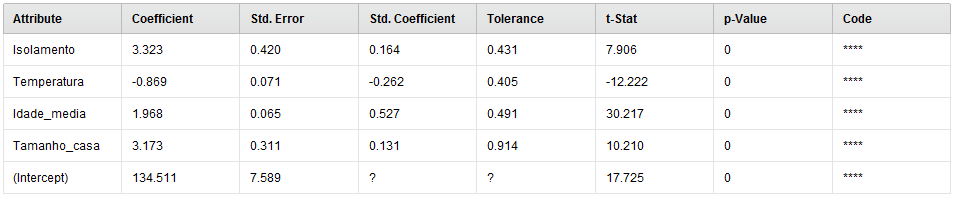 Attribute Coefficient Std. Error Std. Coefficient Tolerance t-Stat p-Value Code
Isolamento 3.323 0.420 0.164 0.431 7.906 0 ****
Temperatura -0.869 0.071 -0.262 0.405 -12.222 0 ****
Idade_media 1.968 0.065 0.527 0.491 30.217 0 ****
Tamanho_casa 3.173 0.311 0.131 0.914 10.210 0 ****
(Intercept) 134.511 7.589 ? ? 17.725 0 ****